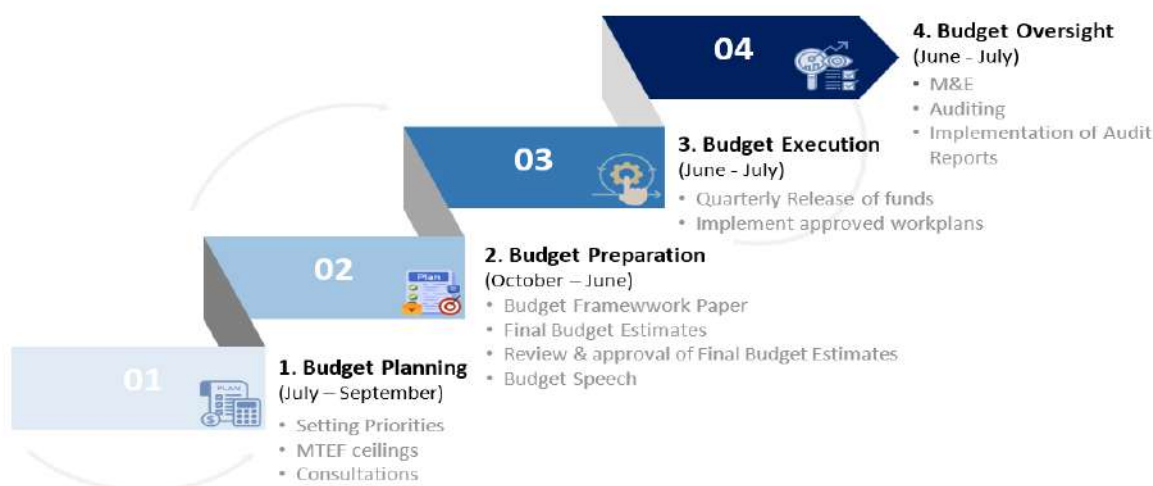 04
4. Budget Oversight
(June - July)
• M&E
• Auditing
• Implementation of Audit
Reports
03
3. Budget Execution
(June - July)
• Quarterly Release of funds
• Implement approved workplans
02
Plan
2. Budget Preparation
(October – June)
• Budget Framewwork Paper
• Final Budget Estimates
• Review & approval of Final Budget Estimates
• Budget Speech
01
PLAN
$
1. Budget Planning
(July – September)
• Setting Priorities
• MTEF ceilings
• Consultations